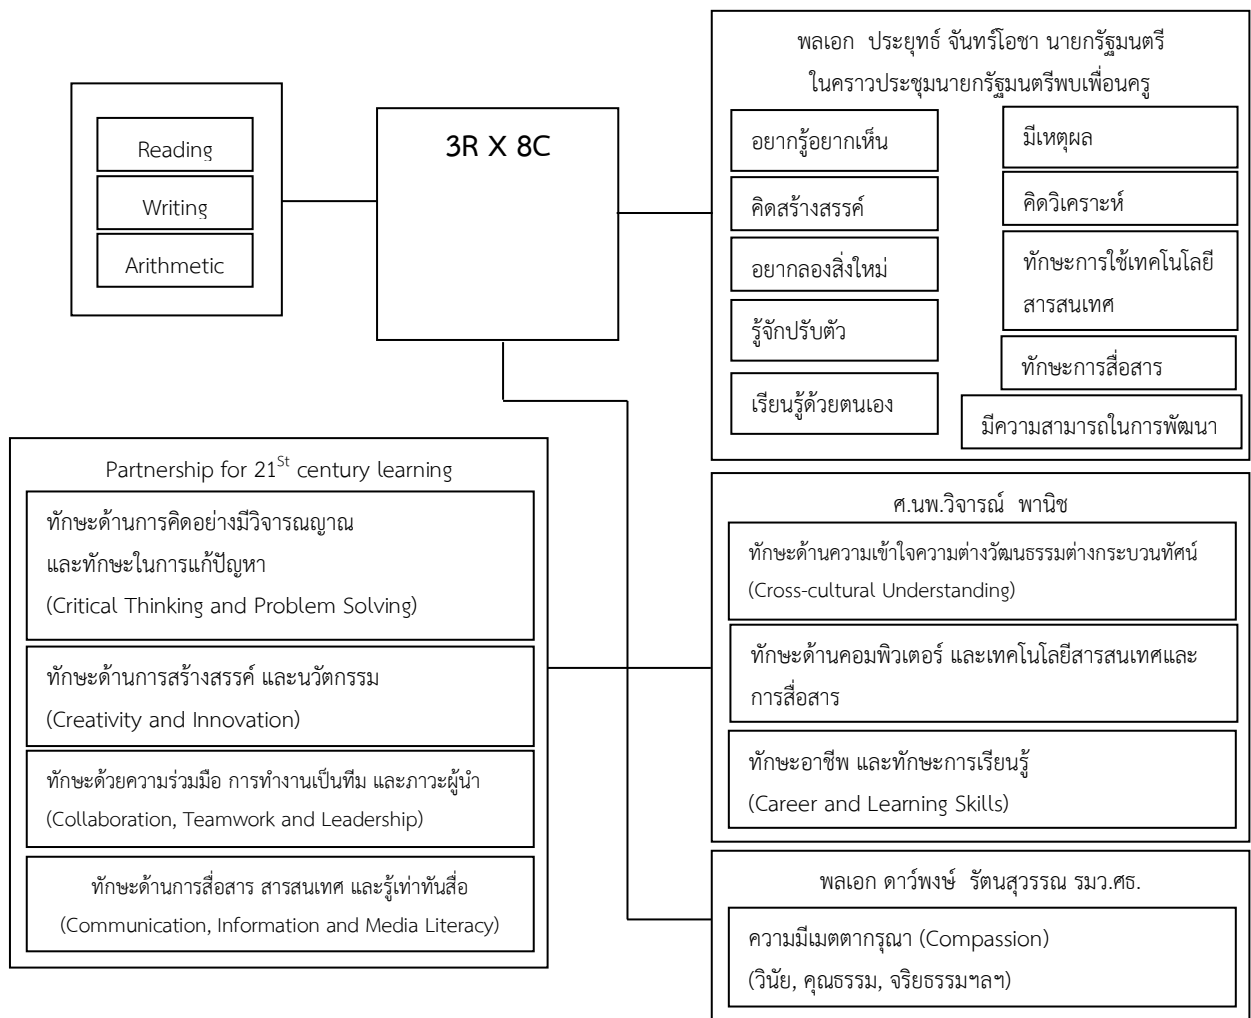 Reading
Writing
Arithmetic
3R X 8C
พลเอก ประยุทธ์ จันทร์โอชา นายกรัฐมนตรี
ในคราวประชุมนายกรัฐมนตรีพบเพื่อนครู
อยากรู้อยากเห็น
คิดสร้างสรรค์
อยากลองสิ่งใหม่
รู้จักปรับตัว
เรียนรู้ด้วยตนเอง
มีเหตุผล
คิดวิเคราะห์
ทักษะการใช้เทคโนโลยี
สารสนเทศ
ทักษะการสื่อสาร
มีความสามารถในการพัฒนา
Partnership for 21St century learning
ทักษะด้านการคิดอย่างมีวิจารณญาณ
และทักษะในการแก้ปัญหา
(Critical Thinking and Problem Solving)
ทักษะด้านการสร้างสรรค์ และนวัตกรรม
(Creativity and Innovation)
ทักษะด้วยความร่วมมือ การทำงานเป็นทีม และภาวะผู้นำ
(Collaboration, Teamwork and Leadership)
ทักษะด้านการสื่อสาร สารสนเทศ และรู้เท่าทันสื่อ
(Communication, Information and Media Literacy)
ศ.นพ.วิจารณ์ พานิช
ทักษะด้านความเข้าใจความต่างวัฒนธรรมต่างกระบวนทัศน์
(Cross-cultural Understanding)
ทักษะด้านคอมพิวเตอร์ และเทคโนโลยีสารสนเทศและ
การสื่อสาร
ทักษะอาชีพ และทักษะการเรียนรู้
(Career and Learning Skills)
พลเอก ดาว์พงษ์ รัตนสุวรรณ รมว.ศธ.
ความมีเมตตากรุณา (Compassion)
(วินัย, คุณธรรม, จริยธรรมฯลฯ)